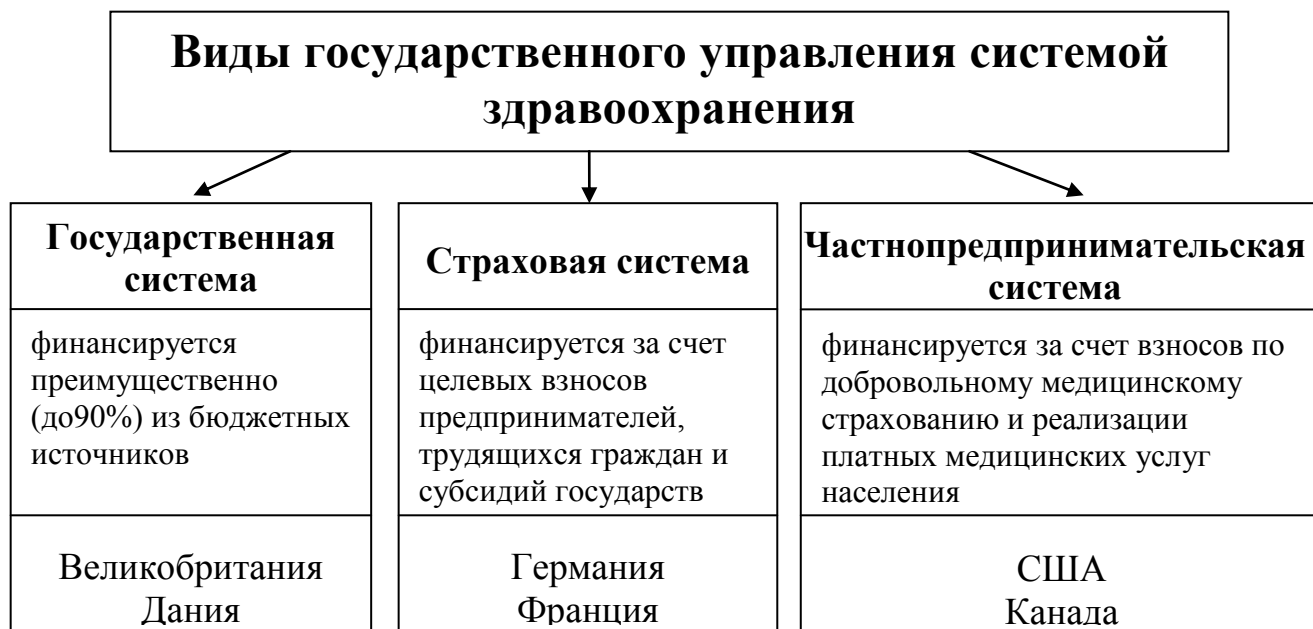 Виды государственного управления системой
здравоохранения
Государственная
система
финансируется
преимущественно
(до90%) из бюджетных
источников
Великобритания
Дания
Страховая система
финансируется за счет
целевых взносов
предпринимателей,
трудящихся граждан и
субсидий государств
Германия
Франция
Частнопредпринимательская
система
финансируется за счет взносов по
добровольному медицинскому
страхованию и реализации
платных медицинских услуг
населения
США
Канада